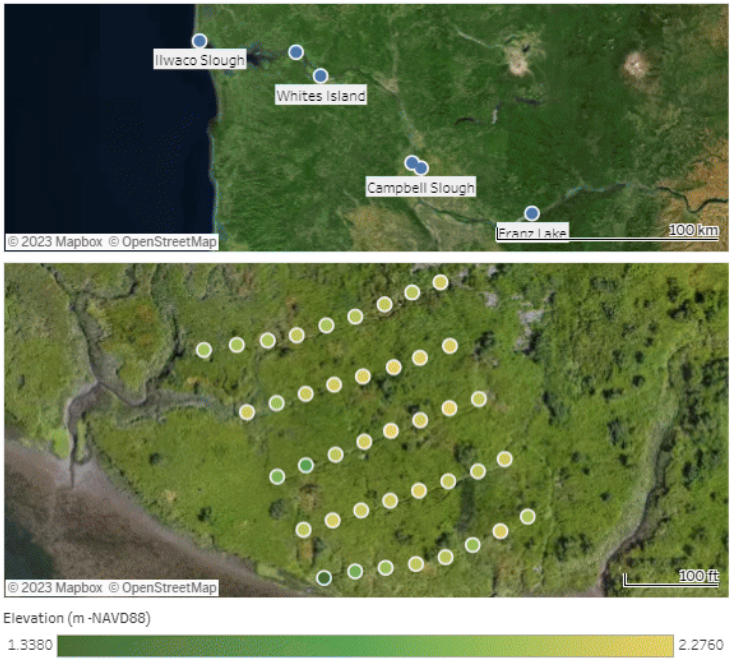 Ilwaco Slough
Whites Island
Campbell Slough
Franz Lake
100 km
© 2023 Mapbox © OpenStreetMap
100 ft
© 2023 Mapbox © OpenStreetMap
Elevation (m -NAVD88)
1.3380 2.2760